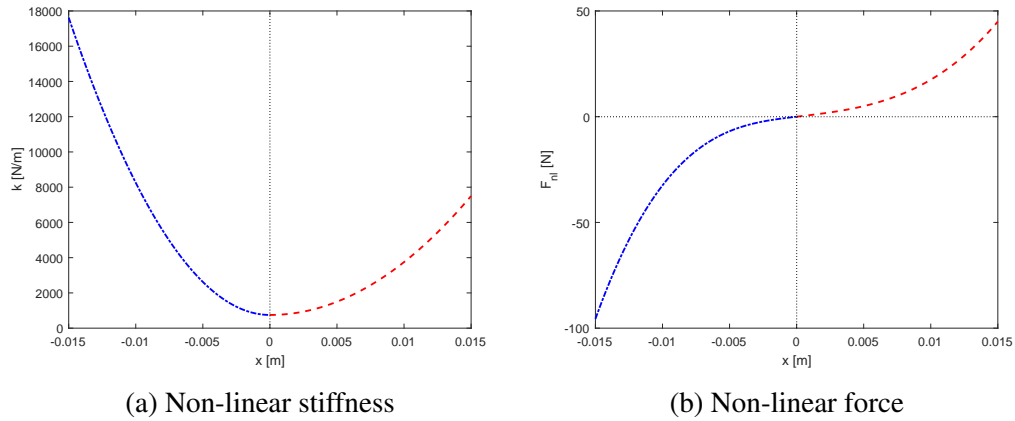 18000
16000
14000
12000
10000
8000
6000
4000
2000
0
k [N/m]
-0.015 -0.01 -0.005 0 0.005 0.01 0.015
x [m]
(a) Non-linear stiffness
50
0
-50
-100
F_nl [N]
-0.015 -0.01 -0.005 0 0.005 0.01 0.015
x [m]
(b) Non-linear force